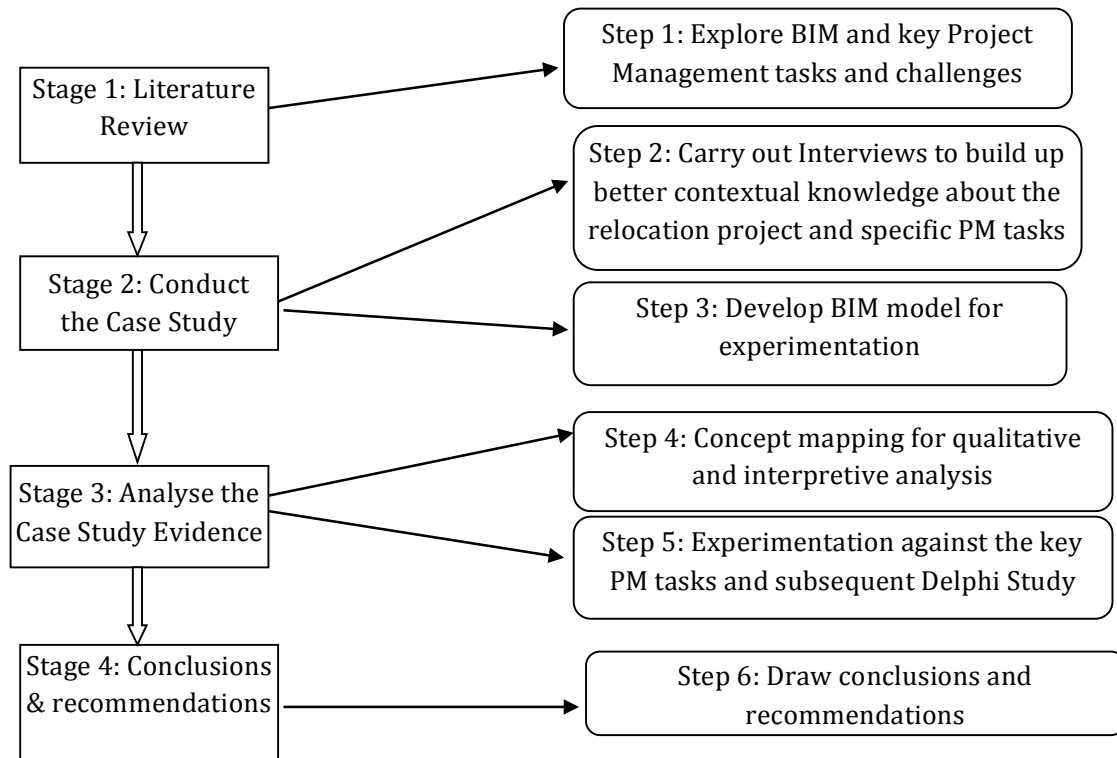 Stage 1: Literature
Review
Step 1: Explore BIM and key Project
Management tasks and challenges
Stage 2: Conduct
the Case Study
Step 2: Carry out Interviews to build up
better contextual knowledge about the
relocation project and specific PM tasks
Step 3: Develop BIM model for
experimentation
Stage 3: Analyse the
Case Study Evidence
Step 4: Concept mapping for qualitative
and interpretive analysis
Step 5: Experimentation against the key
PM tasks and subsequent Delphi Study
Stage 4: Conclusions
& recommendations
Step 6: Draw conclusions and
recommendations